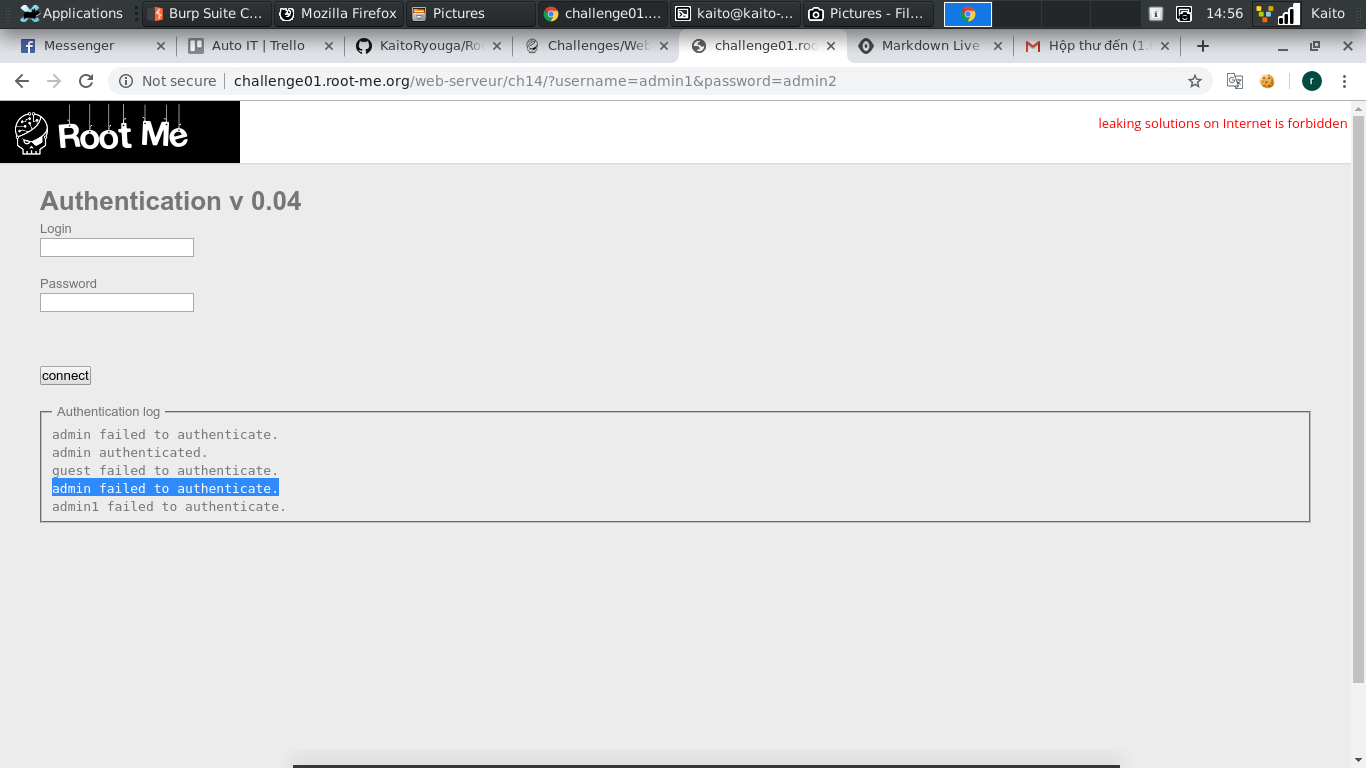 Applications
Burp Suite C...
Mozilla Firefox
Pictures
challenge01....
kaito@kaito-...
Pictures - Fil...
14:56
Kaito
Messenger
Auto IT | Trello
KaitoRyouga/Ro
Challenges/Web
challenge01.roo
Markdown Live
Hộp thư đến (1.
Not secure
challenge01.root-me.org/web-serveur/ch14/?username=admin1&password=admin2
r
Root Me
leaking solutions on Internet is forbidden
Authentication v 0.04
Login
Password
connect
Authentication log
admin failed to authenticate.
admin authenticated.
guest failed to authenticate.
admin failed to authenticate.
admin1 failed to authenticate.